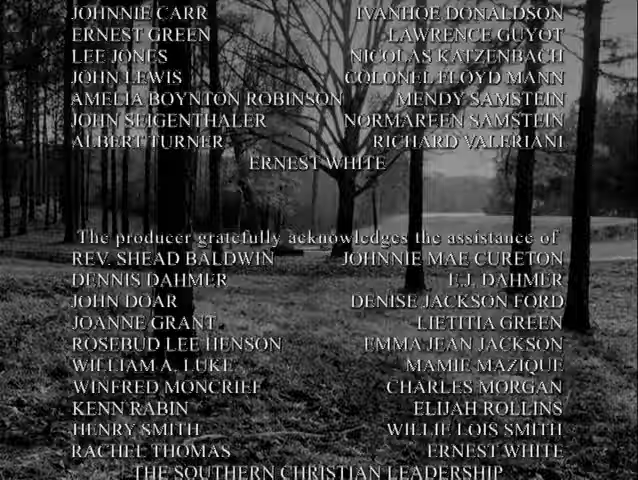 JOHNNIE CARR IVANHOE DONALDSON
ERNEST GREEN LAWRENCE GUYOT
LEE JONES NICOLAS KATZENBACH
JOHN LEWIS COLONEL FLOYD MANN
AMELIA BOYNTON ROBINSON MENDY SAMSTEIN
JOHN SEIGENTHALER NORMAREEN SAMSTEIN
ALBERT TURNER RICHARD VALERIANI
ERNEST WHITE
The producer gratefully acknowledges the assistance of
REV. SHEAD BALDWIN JOHNNIE MAE CURETON
DENNIS DAHMER E.J. DAHMER
JOHN DOAR DENISE JACKSON FORD
JOANNE GRANT LIETITIA GREEN
ROSEBUD LEE HENSON EMMA JEAN JACKSON
WILLIAM A. LUKE MAMIE MAZIQUE
WINFRED MONCRIEF CHARLES MORGAN
KENN RABIN ELIJAH ROLLINS
HENRY SMITH WILLIE LOIS SMITH
RACHEL THOMAS ERNEST WHITE
THE SOUTHERN CHRISTIAN LEADERSHIP